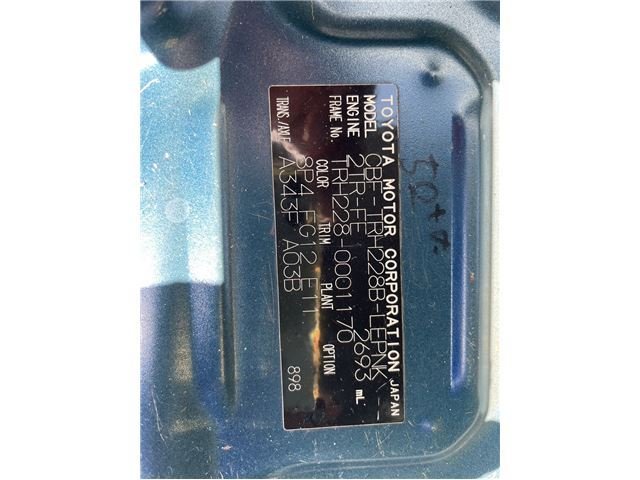 TOYOTA MOTOR CORPORATION JAPAN
MODEL CBF-TRH228B-LEPNK--
ENGINE 2TR-FE 2693 mL
FRAME No. TRH228-0001170
COLOR TRIM PLANT OPTION
8P4 FG12 F11
TRANS./AXLE A343F A03B 898